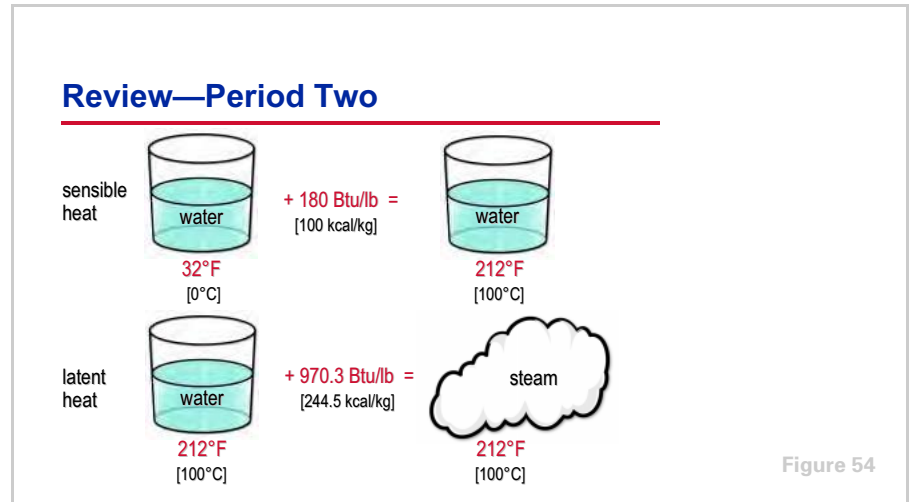 Review—Period Two
sensible
heat
water
+ 180 Btu/lb =
[100 kcal/kg]
water
32°F
[0°C]
212°F
[100°C]
latent
heat
water
+ 970.3 Btu/lb =
[244.5 kcal/kg]
steam
212°F
[100°C]
212°F
[100°C]
Figure 54